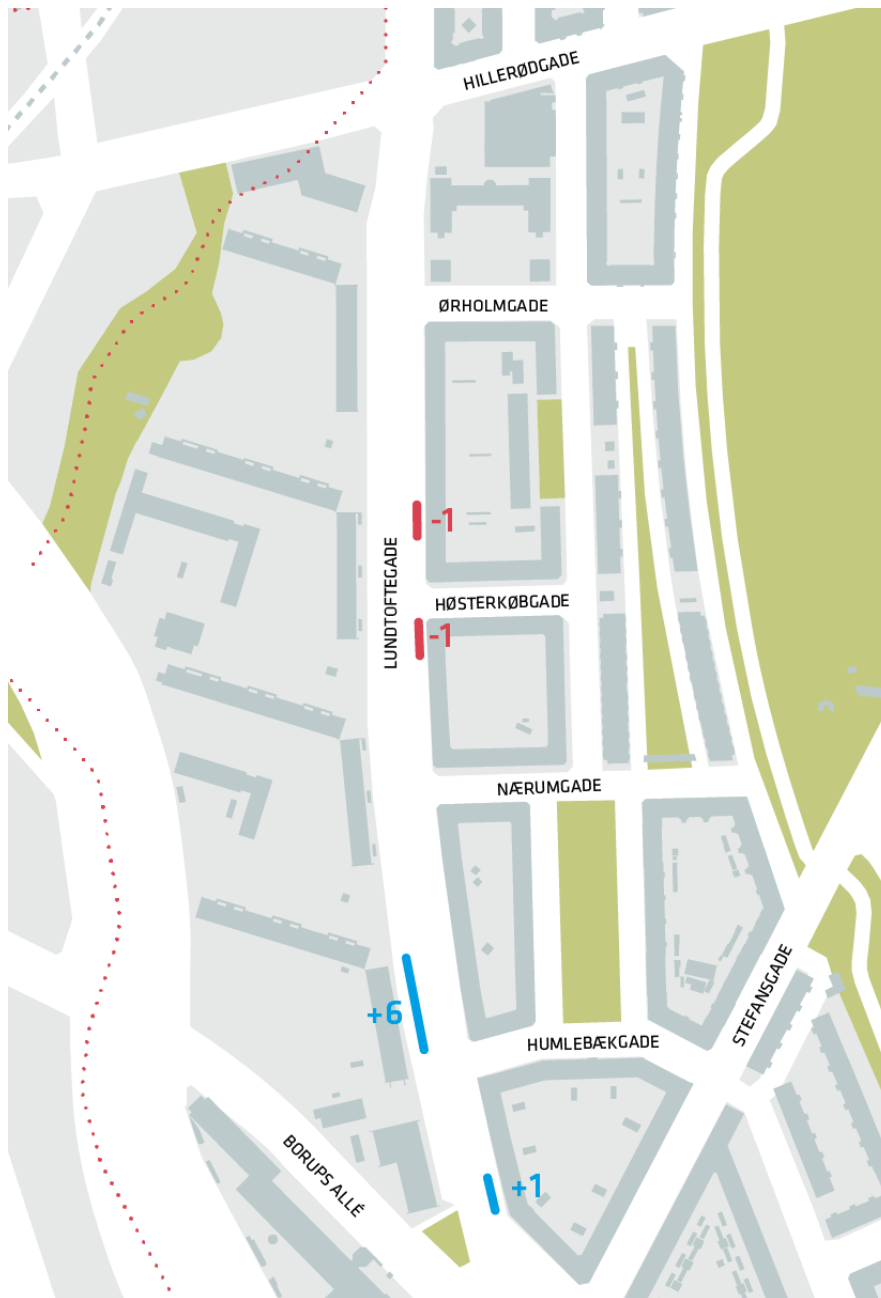 HILLERØDGADE
ØRHOLMGADE
-1
LUNDTOFTEGADE
HØSTERKØBGADE
-1
NÆRUMGADE
+6
STEFANSGADE
HUMLEBÆKGADE
BORUPS ALLÉ
+1